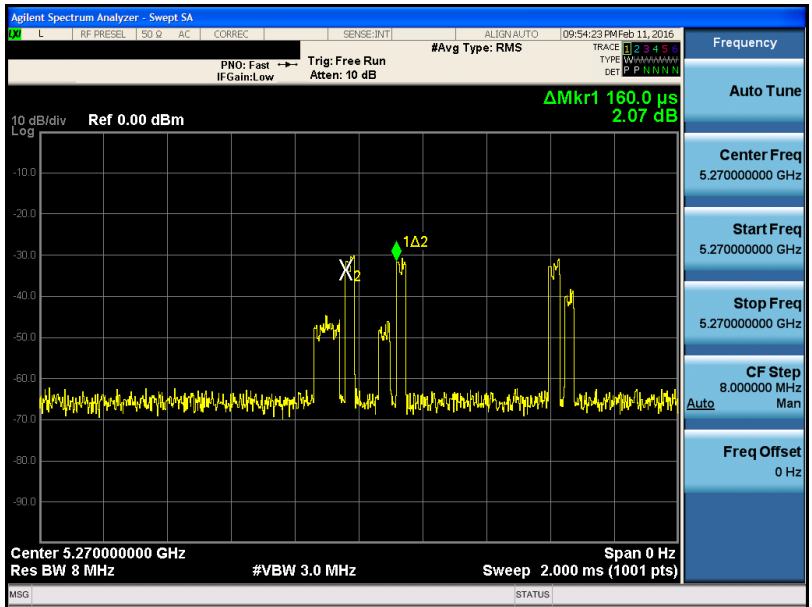 Agilent Spectrum Analyzer - Swept SA
LXI L RF PRESEL 50 Ω AC CORREC SENSE:INT ALIGN AUTO 09:54:23 PM Feb 11, 2016
Frequency
#Avg Type: RMS
TRACE 1 2 3 4 5 6
PNO: Fast
Trig: Free Run
TYPE WWWWWW
IFGain:Low
Atten: 10 dB
DET P P N N N N
Auto Tune
ΔMkr1 160.0 µs
2.07 dB
10 dB/div
Ref 0.00 dBm
Log
Center Freq
5.270000000 GHz
-10.0
-20.0
Start Freq
5.270000000 GHz
1Δ2
-30.0
2
-40.0
Stop Freq
5.270000000 GHz
-50.0
-60.0
CF Step
8.000000 MHz
Auto Man
-70.0
Freq Offset
0 Hz
-80.0
-90.0
Center 5.270000000 GHz
Span 0 Hz
Res BW 8 MHz
#VBW 3.0 MHz
Sweep 2.000 ms (1001 pts)
MSG
STATUS